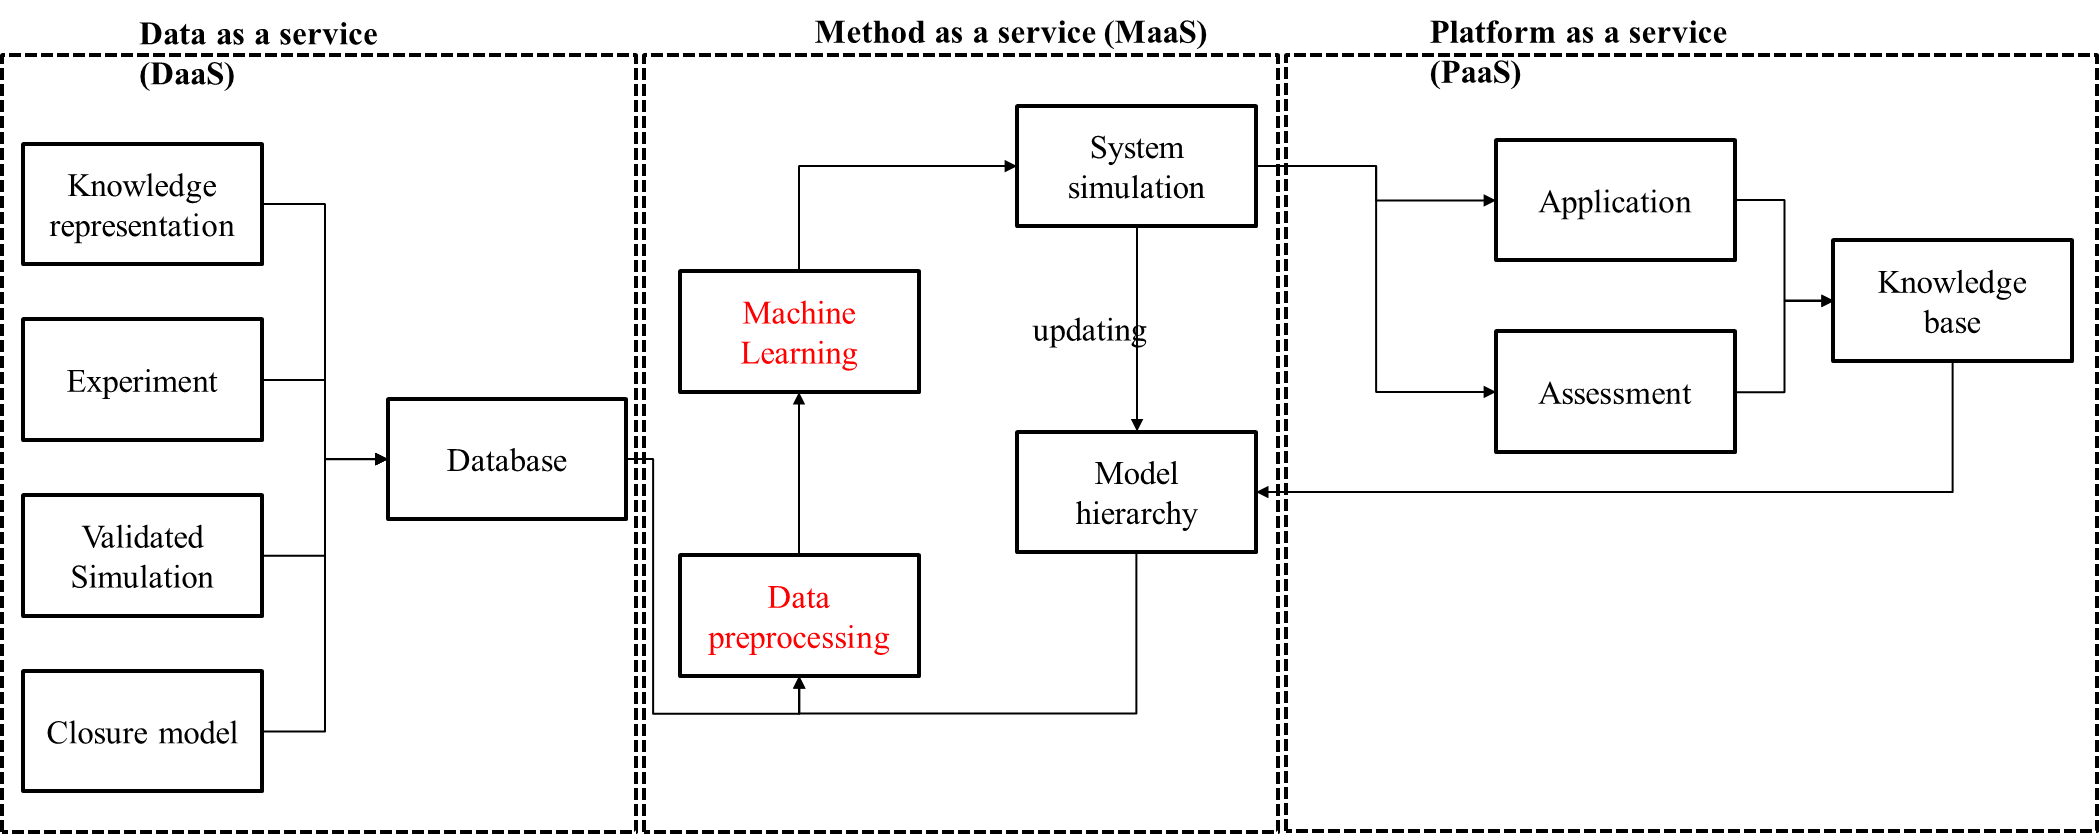 Data as a service
(DaaS)
Knowledge
representation
Experiment
Validated
Simulation
Closure model
Database
Method as a service (MaaS)
System
simulation
Machine
Learning
updating
Model
hierarchy
Data
preprocessing
Platform as a service
(PaaS)
Application
Assessment
Knowledge
base